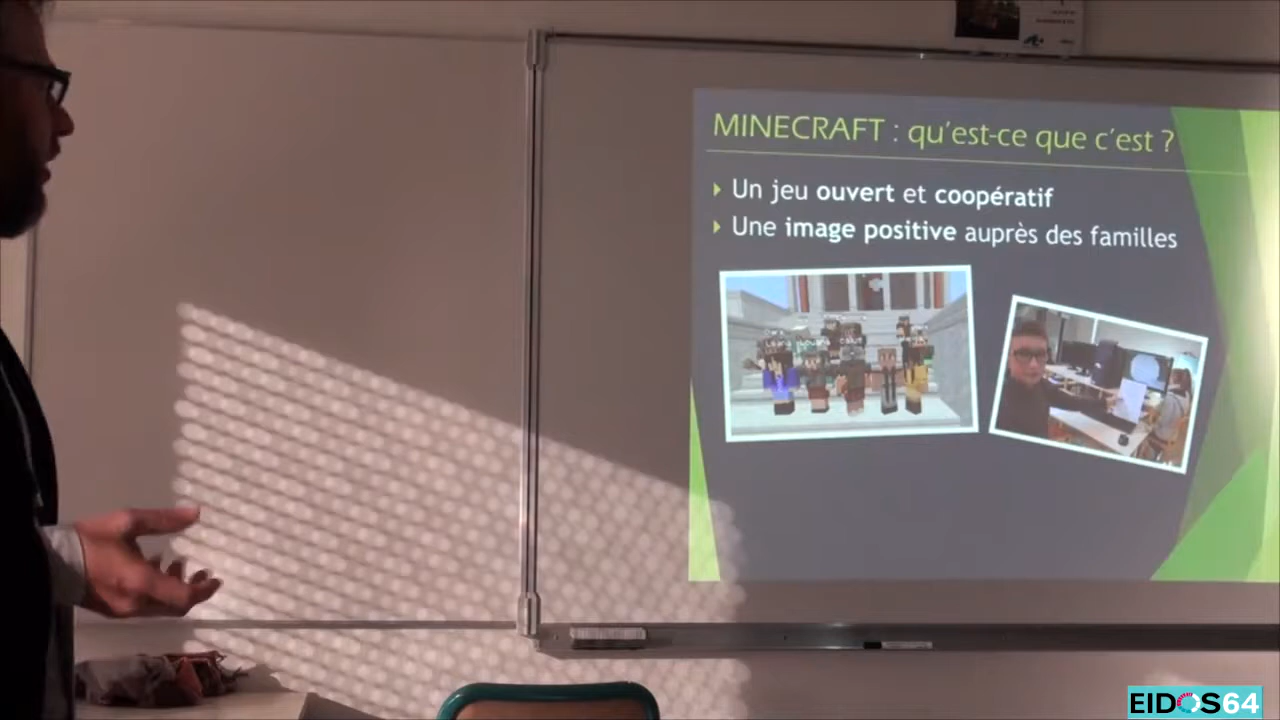 MINECRAFT : qu'est-ce que c'est ?
Un jeu ouvert et coopératif
Une image positive auprès des familles
EIDOS64